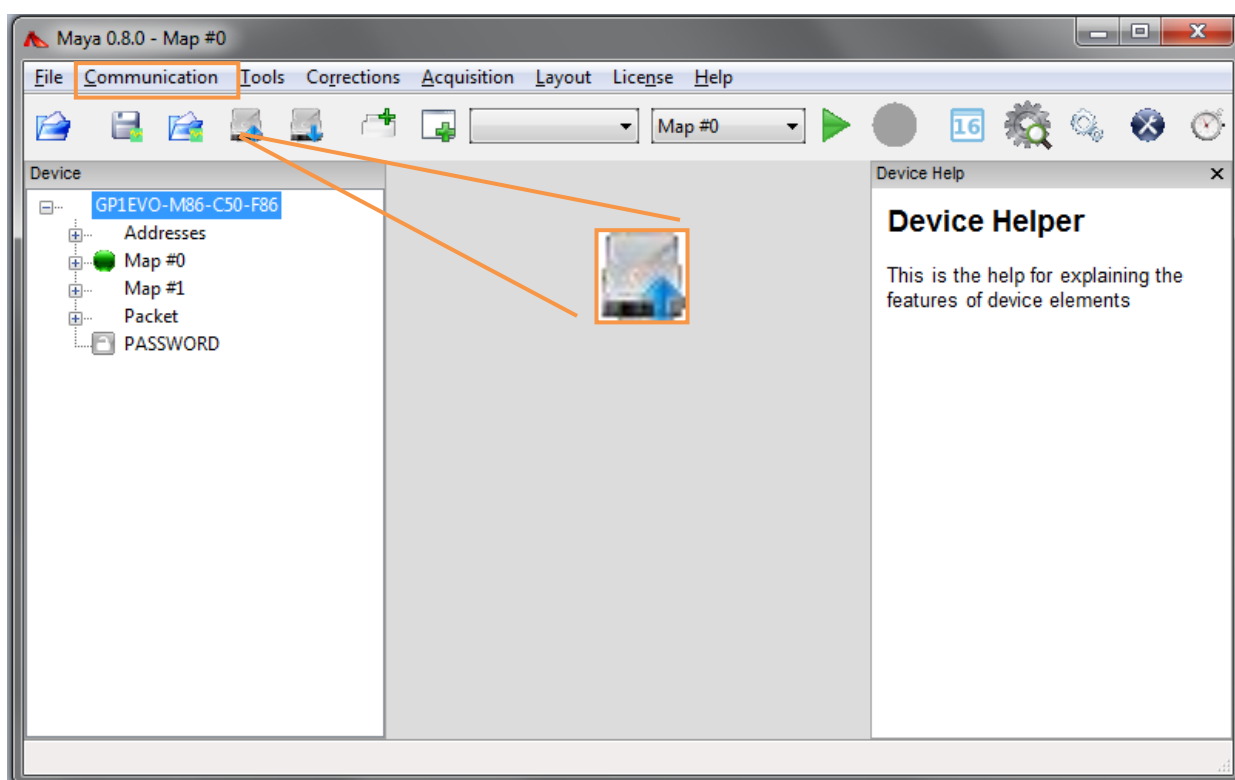 Maya 0.8.0 - Map #0
File Communication Tools Corrections Acquisition Layout License Help
Map #0
16
Device
Device Help
GP1EVO-M86-C50-F86
Addresses
Map #0
Map #1
Packet
PASSWORD
Device Helper
This is the help for explaining the
features of device elements